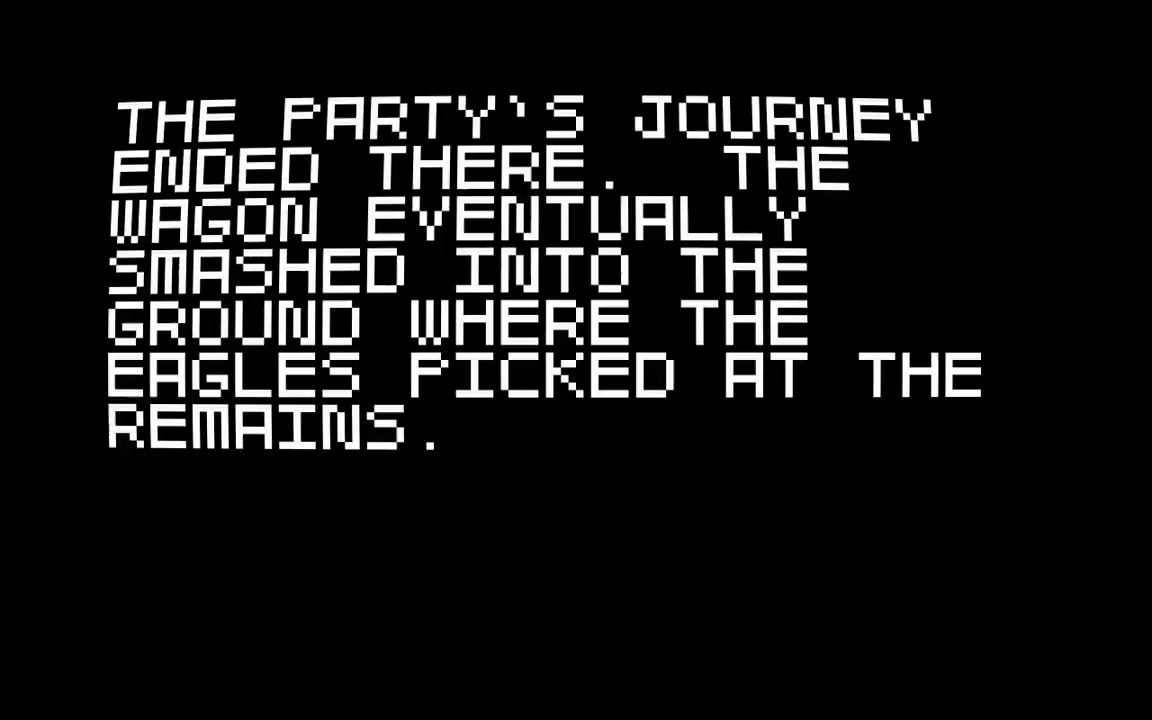 THE PARTY'S JOURNEY
ENDED THERE.  THE
WAGON EVENTUALLY
SMASHED INTO THE
GROUND WHERE THE
EAGLES PICKED AT THE
REMAINS.